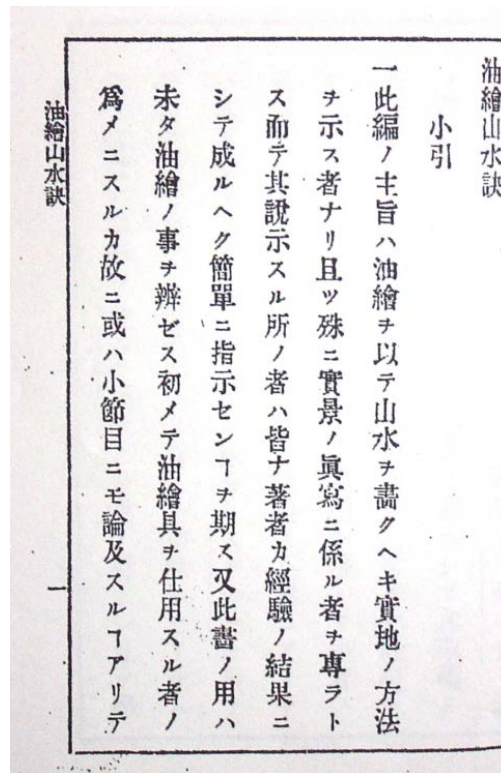 油繪山水訣
小引
一此編ノ主旨ハ油繪ヲ以テ山水ヲ畵クヘキ實地ノ方法
ヲ示ス者ナリ且ツ殊ニ實景ノ眞寫ニ係ル者ヲ專ラト
ス而テ其說示スル所ノ者ハ皆ナ著者カ經驗ノ結果ニ
シテ成ルヘク簡單ニ指示センヿヲ期ス又此書ノ用ハ
未タ油繪ノ事ヲ辨ゼス初メテ油繪具ヲ仕用スル者ノ
爲メニスルカ故ニ或ハ小節目ニモ論及スルヿアリテ
油繪山水訣
一